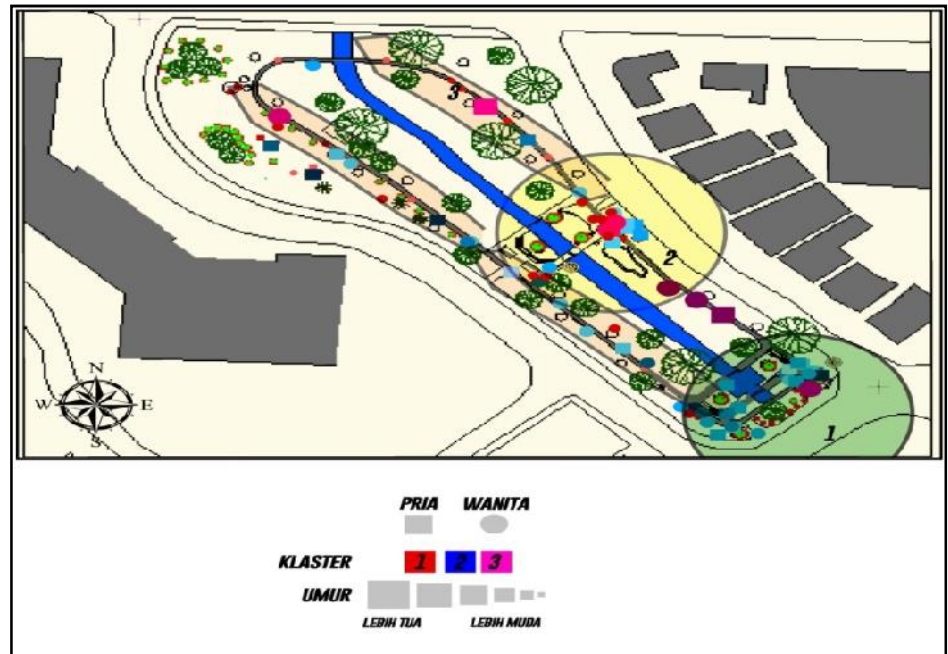 3
2
N
W E
S
1
PRIA WANITA
KLASTER 1 2 3
UMUR
LEBIH TUA LEBIH MUDA